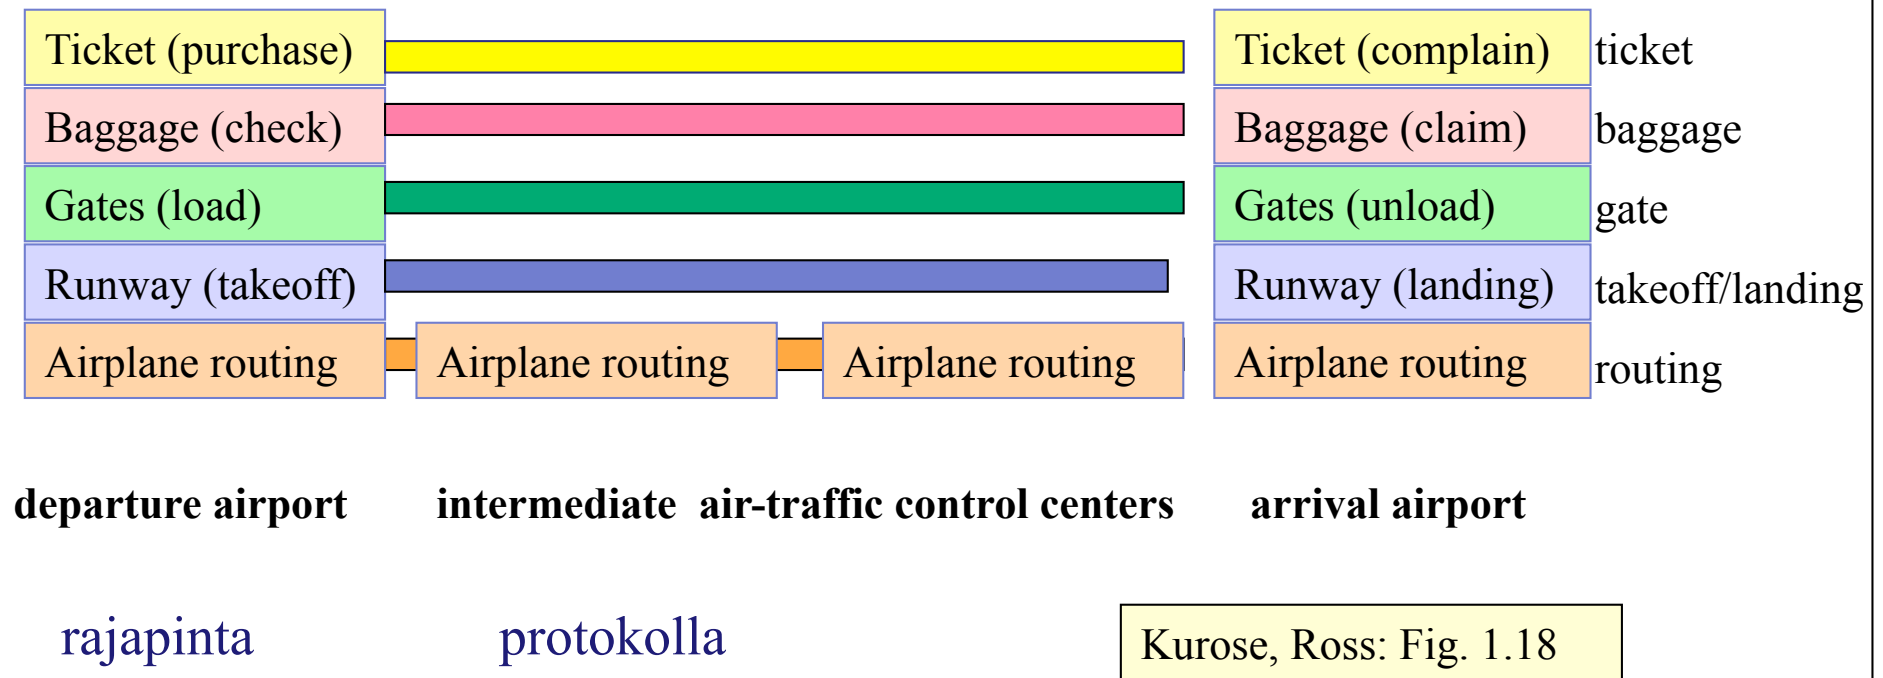 Ticket (purchase) Ticket (complain) ticket
Baggage (check) Baggage (claim) baggage
Gates (load) Gates (unload) gate
Runway (takeoff) Runway (landing) takeoff/landing
Airplane routing Airplane routing Airplane routing Airplane routing routing
departure airport intermediate air-traffic control centers arrival airport
rajapinta protokolla Kurose, Ross: Fig. 1.18